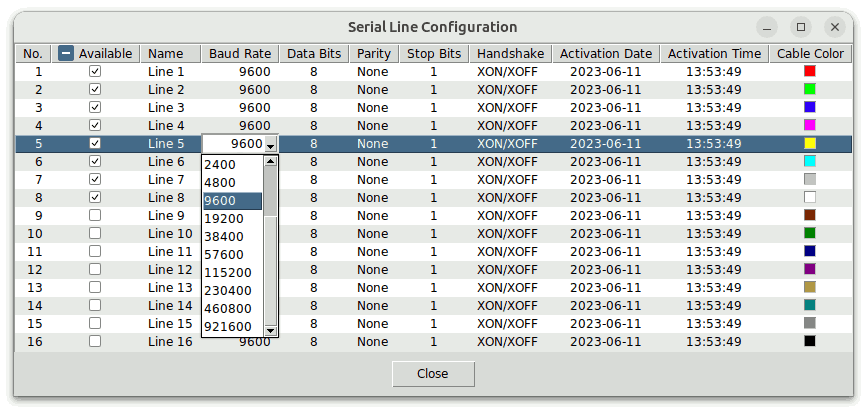 Serial Line Configuration
No. Available Name Baud Rate Data Bits Parity Stop Bits Handshake Activation Date Activation Time Cable Color
1 Line 1 9600 8 None 1 XON/XOFF 2023-06-11 13:53:49
2 Line 2 9600 8 None 1 XON/XOFF 2023-06-11 13:53:49
3 Line 3 9600 8 None 1 XON/XOFF 2023-06-11 13:53:49
4 Line 4 9600 8 None 1 XON/XOFF 2023-06-11 13:53:49
5 Line 5 9600 8 None 1 XON/XOFF 2023-06-11 13:53:49
6 Line 6 2400 8 None 1 XON/XOFF 2023-06-11 13:53:49
7 Line 7 4800 8 None 1 XON/XOFF 2023-06-11 13:53:49
8 Line 8 9600 8 None 1 XON/XOFF 2023-06-11 13:53:49
9 Line 9 19200 8 None 1 XON/XOFF 2023-06-11 13:53:49
10 Line 10 38400 8 None 1 XON/XOFF 2023-06-11 13:53:49
11 Line 11 57600 8 None 1 XON/XOFF 2023-06-11 13:53:49
12 Line 12 115200 8 None 1 XON/XOFF 2023-06-11 13:53:49
13 Line 13 230400 8 None 1 XON/XOFF 2023-06-11 13:53:49
14 Line 14 460800 8 None 1 XON/XOFF 2023-06-11 13:53:49
15 Line 15 921600 8 None 1 XON/XOFF 2023-06-11 13:53:49
16 Line 16 9600 8 None 1 XON/XOFF 2023-06-11 13:53:49
Close